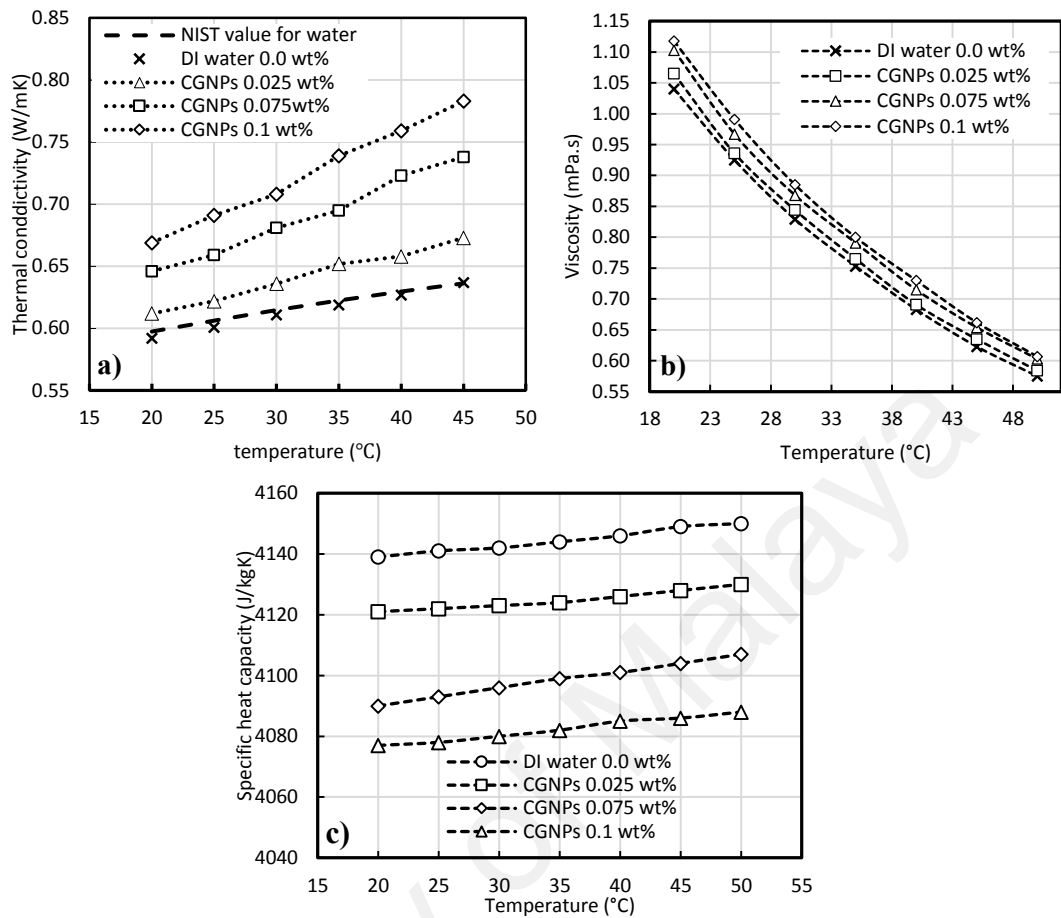 0.85
0.80
0.75
0.70
0.65
0.60
0.55
Thermal conddictivity (W/mK)
NIST value for water
DI water 0.0 wt%
CGNPs 0.025 wt%
CGNPs 0.075wt%
CGNPs 0.1 wt%
a)
15 20 25 30 35 40 45 50
temperature (°C)
1.15
1.10
1.05
1.00
0.95
0.90
0.85
0.80
0.75
0.70
0.65
0.60
0.55
Viscosity (mPa.s)
DI water 0.0 wt%
CGNPs 0.025 wt%
CGNPs 0.075 wt%
CGNPs 0.1 wt%
b)
18 23 28 33 38 43 48
Temperature (°C)
4160
4140
4120
4100
4080
4060
4040
Specific heat capacity (J/kgK)
DI water 0.0 wt%
CGNPs 0.025 wt%
CGNPs 0.075 wt%
CGNPs 0.1 wt%
c)
15 20 25 30 35 40 45 50 55
Temperature (°C)
of Malaya